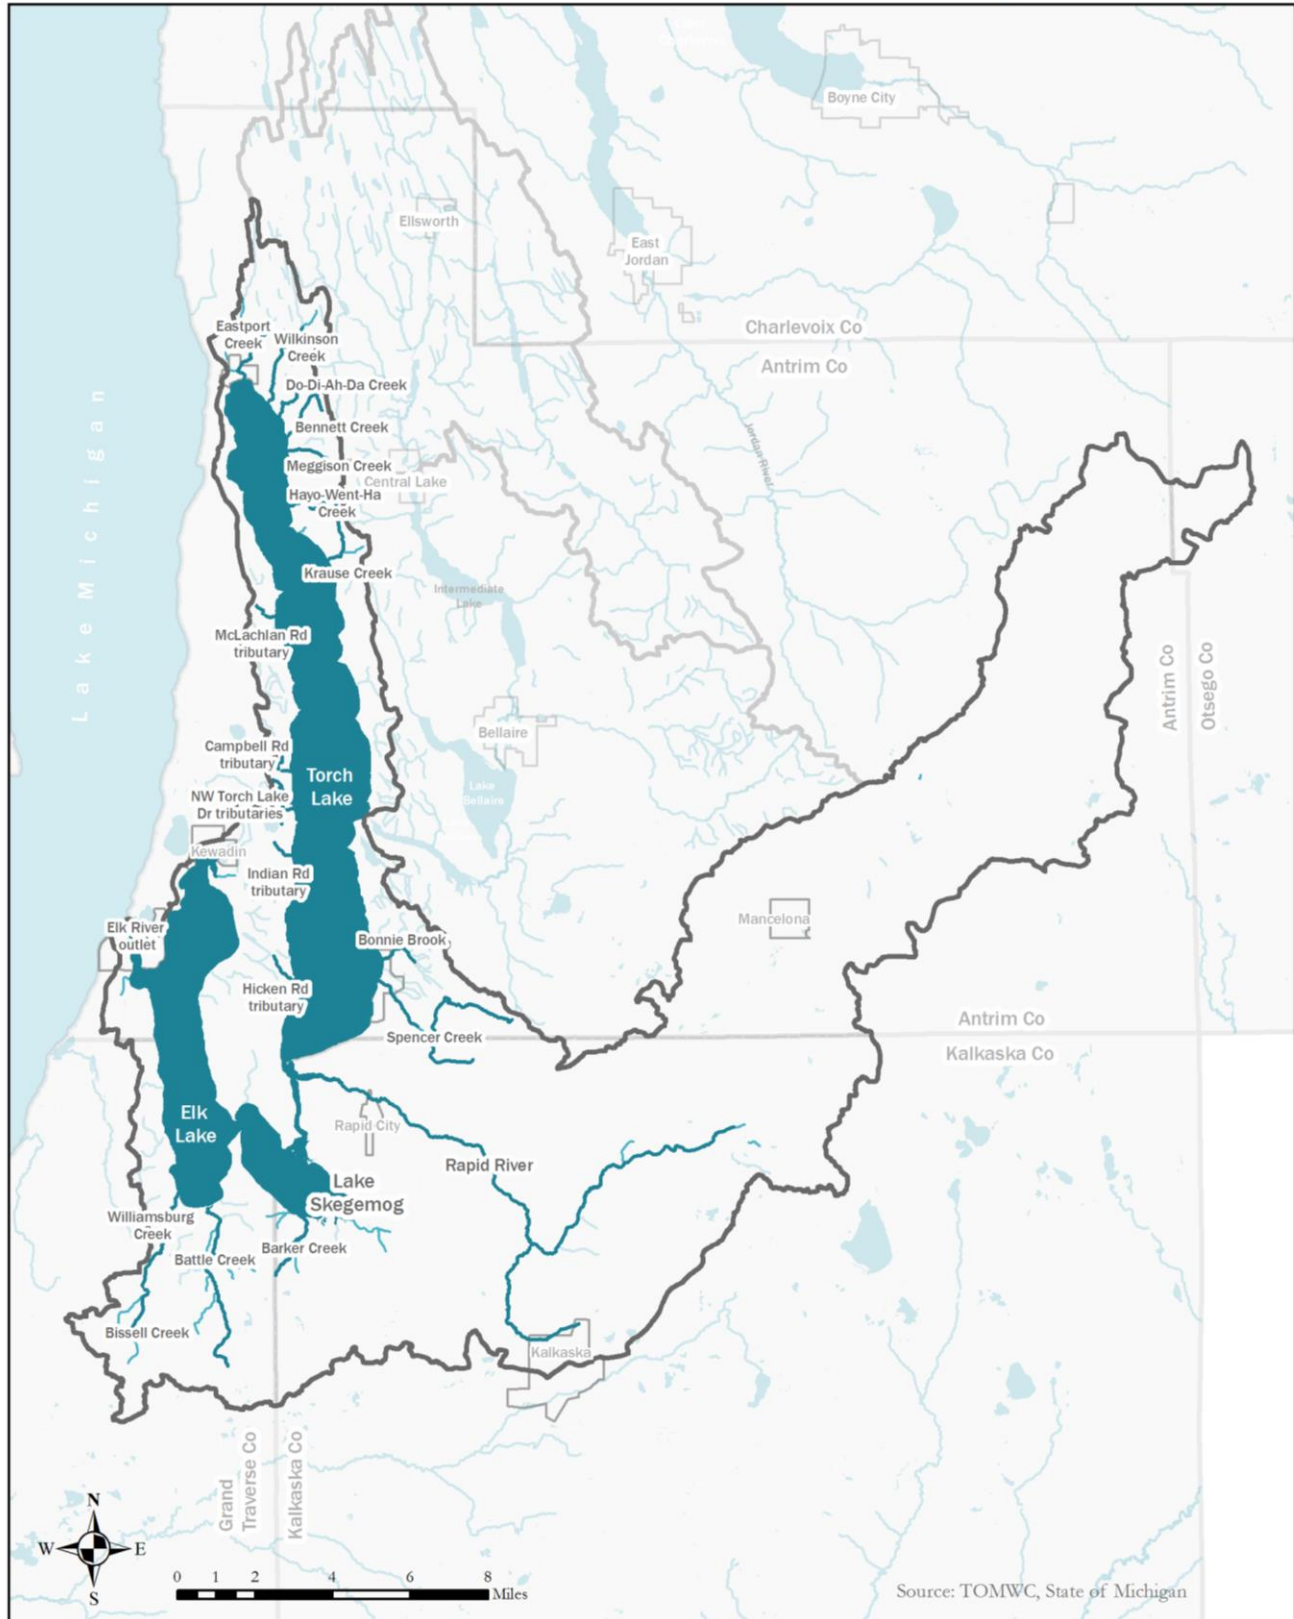 Boyne City
Ellsworth
East
Jordan
Charlevoix Co
Antrim Co
Eastport
Creek
Wilkinson
Creek
Do-Di-Ah-Da Creek
Bennett Creek
Meggison Creek
Central Lake
Hayo-Went-Ha
Creek
Jordan River
Lake Michigan
Krause Creek
Intermediate
Lake
McLachlan Rd
tributary
Antrim Co
Otsego Co
Bellaire
Campbell Rd
tributary
Torch
Lake
Lake
Bellaire
NW Torch Lake
Dr tributaries
Kewadin
Indian Rd
tributary
Mancelona
Elk River
outlet
Bonnie Brook
Hicken Rd
tributary
Spencer Creek
Antrim Co
Kalkaska Co
Elk
Lake
Rapid City
Rapid River
Lake
Skegemog
Williamsburg
Creek
Battle Creek
Barker Creek
Bissell Creek
Kalkaska
Grand
Traverse Co
Kalkaska Co
N
W
E
S
0 1 2 4 6 8
Miles
Source: TOMWC, State of Michigan